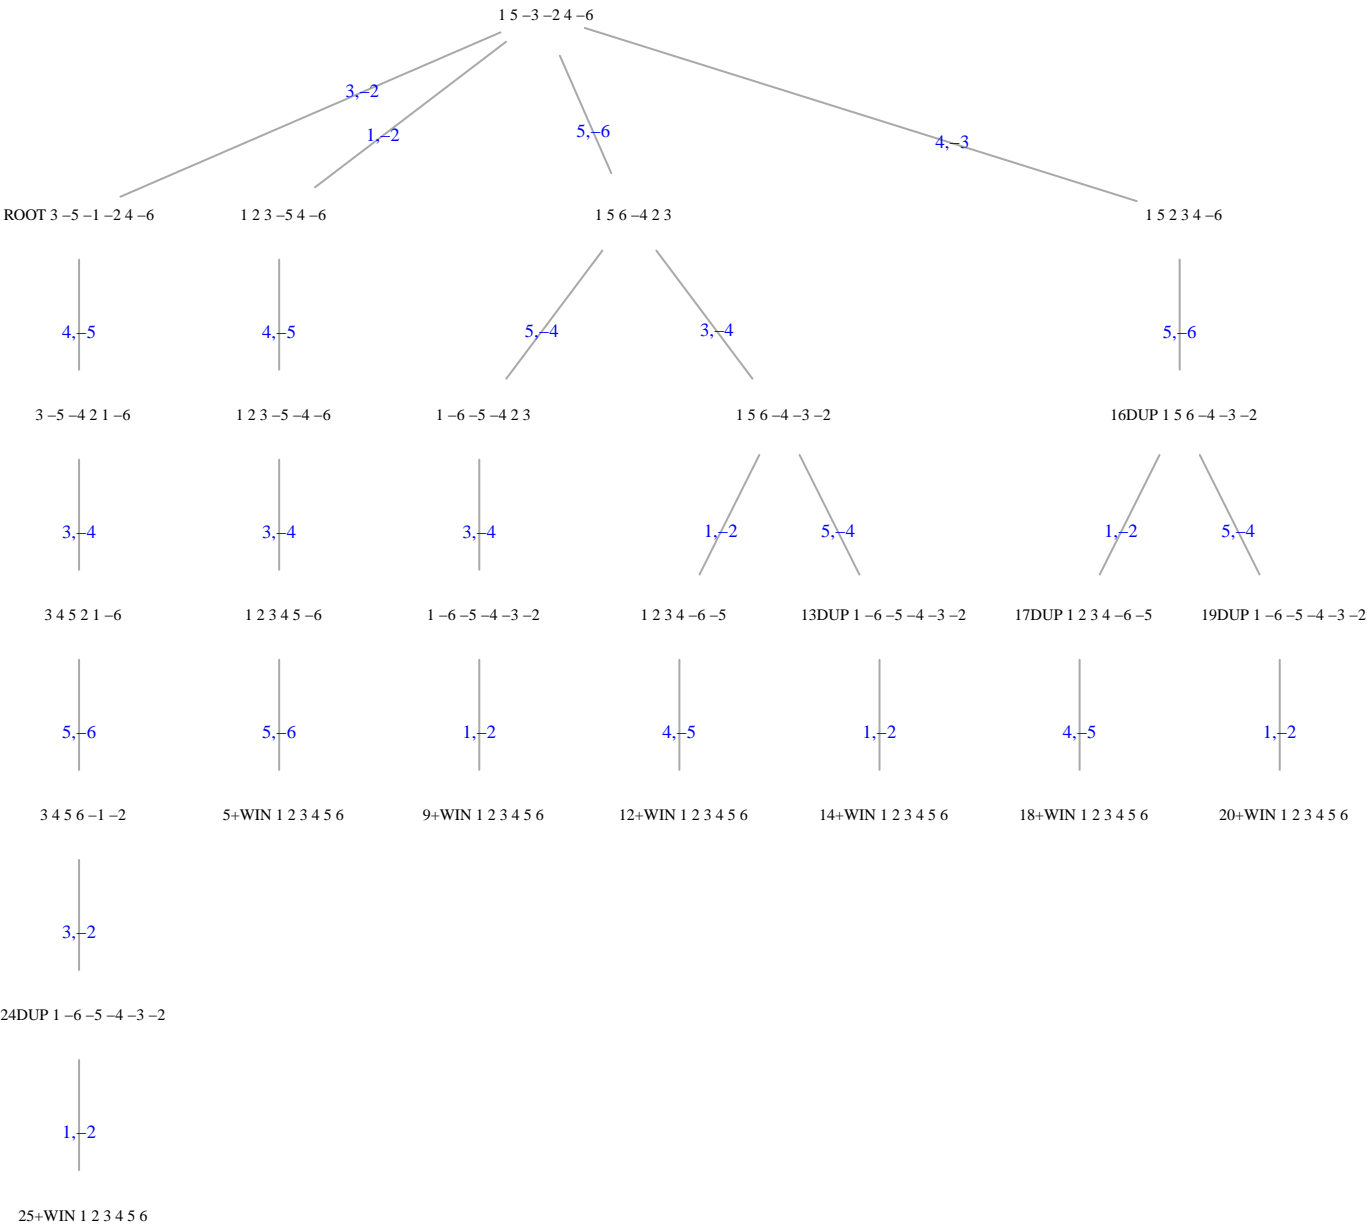 1 5 −3 −2 4 −6
3,−2
1,−2
5,−6
4,−3
ROOT 3 −5 −1 −2 4 −6
1 2 3 −5 4 −6
1 5 6 −4 2 3
1 5 2 3 4 −6
4,−5
4,−5
5,−4
3,−4
5,−6
3 −5 −4 2 1 −6
1 2 3 −5 −4 −6
1 −6 −5 −4 2 3
1 5 6 −4 −3 −2
16DUP 1 5 6 −4 −3 −2
3,−4
3,−4
3,−4
1,−2
5,−4
1,−2
5,−4
3 4 5 2 1 −6
1 2 3 4 5 −6
1 −6 −5 −4 −3 −2
1 2 3 4 −6 −5
13DUP 1 −6 −5 −4 −3 −2
17DUP 1 2 3 4 −6 −5
19DUP 1 −6 −5 −4 −3 −2
5,−6
5,−6
1,−2
4,−5
1,−2
4,−5
1,−2
3 4 5 6 −1 −2
5+WIN 1 2 3 4 5 6
9+WIN 1 2 3 4 5 6
12+WIN 1 2 3 4 5 6
14+WIN 1 2 3 4 5 6
18+WIN 1 2 3 4 5 6
20+WIN 1 2 3 4 5 6
3,−2
24DUP 1 −6 −5 −4 −3 −2
1,−2
25+WIN 1 2 3 4 5 6